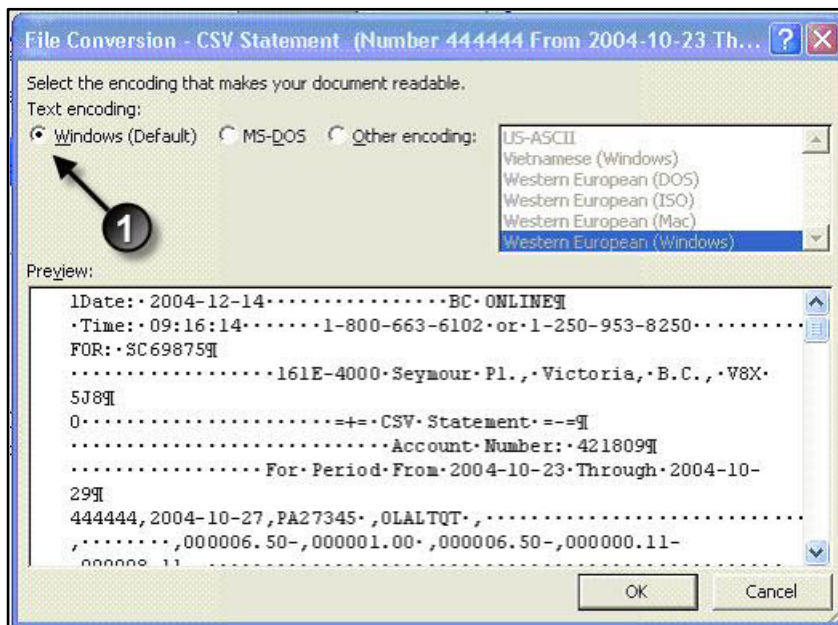 File Conversion - CSV Statement (Number 444444 From 2004-10-23 Th...
Select the encoding that makes your document readable.
Text encoding:
Windows (Default) MS-DOS Other encoding:
US-ASCII
Vietnamese (Windows)
Western European (DOS)
Western European (ISO)
Western European (Mac)
Western European (Windows)
1
Preview:
1Date:·2004-12-14················BC·ONLINE¶
·Time:·09:16:14·······1-800-663-6102·or·1-250-953-8250··········
FOR:·SC69875¶
··················161E-4000·Seymour·Pl.,·Victoria,·B.C.,·V8X·
5J8¶
0······················=+=·CSV·Statement·=-=¶
····························Account·Number:·421809¶
·················For·Period·From·2004-10-23·Through·2004-10-
29¶
444444,2004-10-27,PA27345·,OLALTQT·,····························
,········,000006.50-,000001.00·,000006.50-,000000.11-
OK Cancel